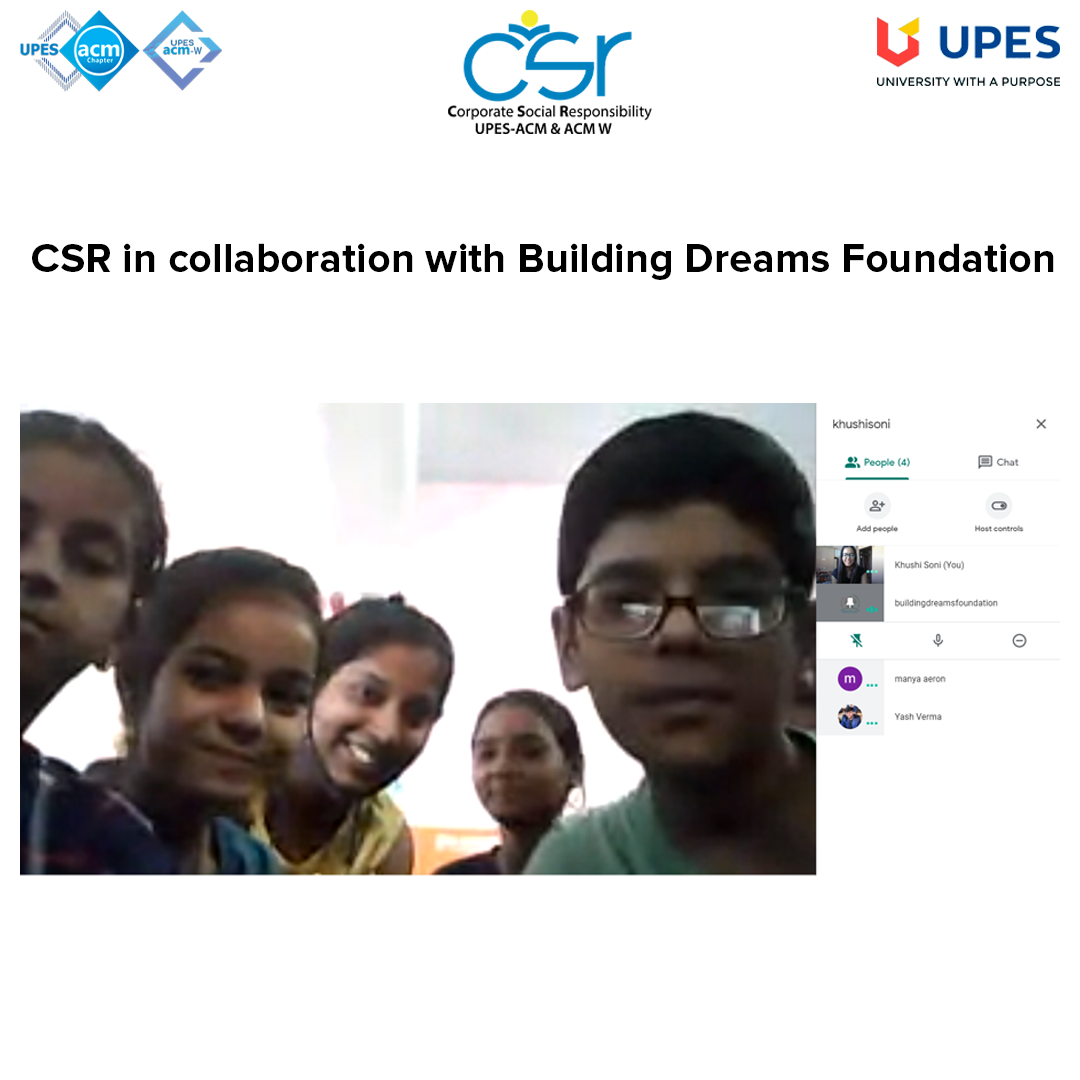 UPES acm Chapter
UPES acm-w
csr
Corporate Social Responsibility
UPES-ACM & ACM W
UPES
UNIVERSITY WITH A PURPOSE
CSR in collaboration with Building Dreams Foundation
khushisoni
People (4)
Chat
Add people
Host controls
Khushi Soni (You)
buildingdreamsfoundation
m
manya aeron
Yash Verma